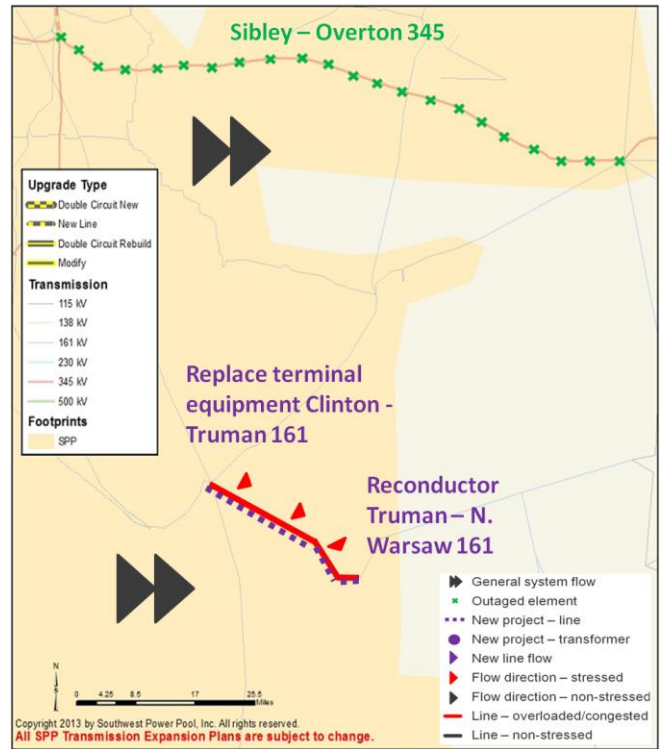 Sibley – Overton 345
Upgrade Type
Double Circuit New
New Line
Double Circuit Rebuild
Modify
Transmission
115 kV
138 kV
161 kV
230 kV
345 kV
500 kV
Footprints
SPP
Replace terminal
equipment Clinton -
Truman 161
Reconductor
Truman – N.
Warsaw 161
General system flow
Outaged element
New project – line
New project – transformer
New line flow
Flow direction – stressed
Flow direction – non-stressed
Line – overloaded/congested
Line – non-stressed
N
S
0 4.25 8.5 17 25.5
Miles
Copyright 2013 by Southwest Power Pool, Inc. All rights reserved.
All SPP Transmission Expansion Plans are subject to change.